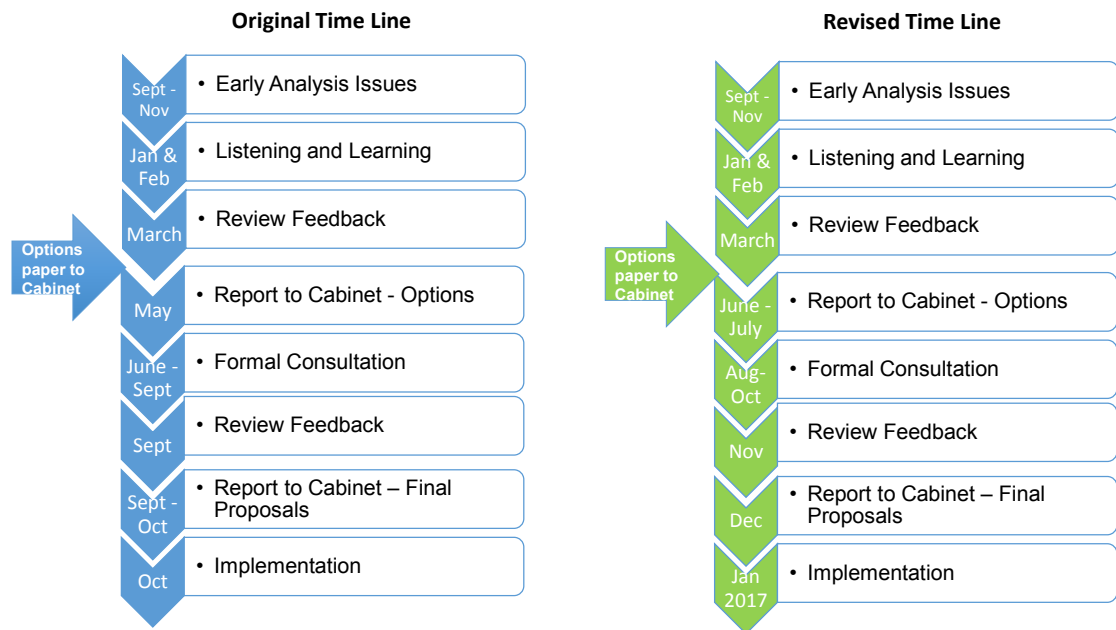 Original Time Line
Sept -
Nov
• Early Analysis Issues
Jan &
Feb
• Listening and Learning
March
• Review Feedback
Options
paper to
Cabinet
May
• Report to Cabinet - Options
June -
Sept
• Formal Consultation
Sept
• Review Feedback
Sept -
Oct
• Report to Cabinet – Final
Proposals
Oct
• Implementation
Revised Time Line
Sept -
Nov
• Early Analysis Issues
Jan &
Feb
• Listening and Learning
March
• Review Feedback
Options
paper to
Cabinet
June -
July
• Report to Cabinet - Options
Aug-
Oct
• Formal Consultation
Nov
• Review Feedback
Dec
• Report to Cabinet – Final
Proposals
Jan
2017
• Implementation